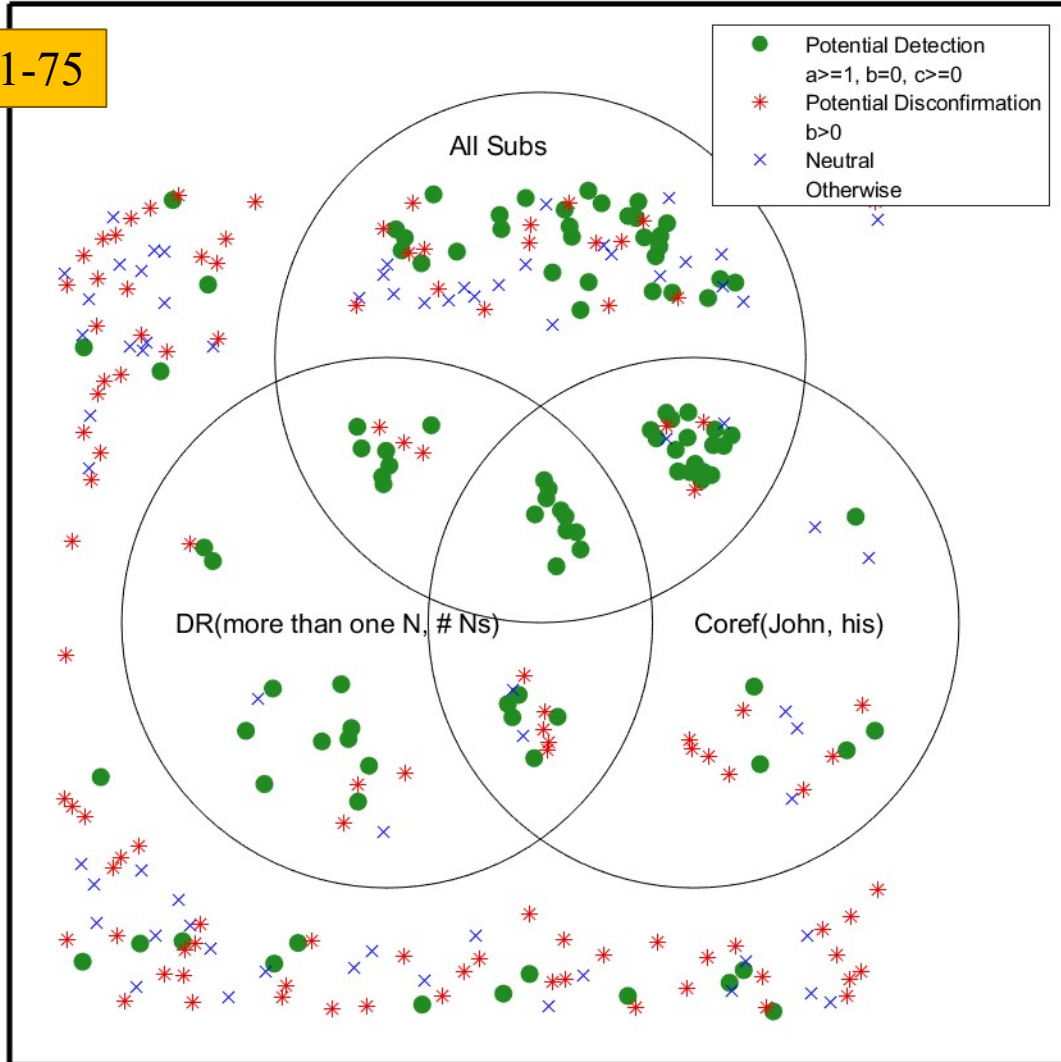 1-75
Potential Detection
a>=1, b=0, c>=0
Potential Disconfirmation
b>0
Neutral
Otherwise
All Subs
DR(more than one N, # Ns)
Coref(John, his)